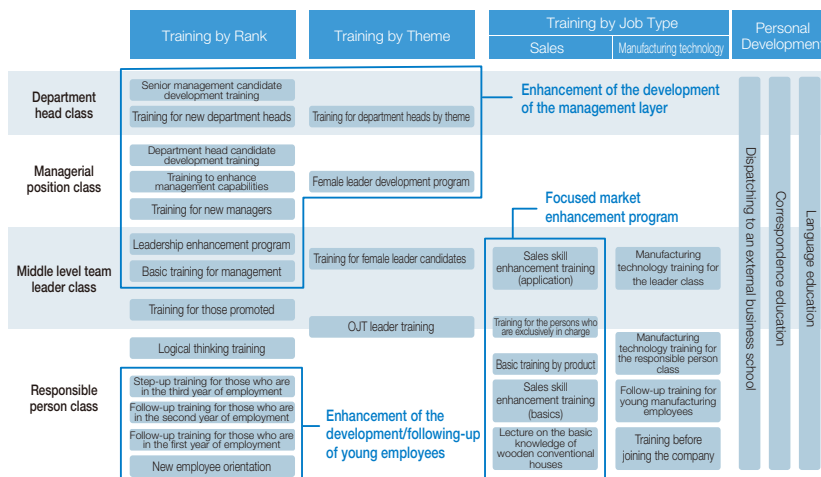 Training by Rank
Training by Theme
Training by Job Type
Sales
Manufacturing technology
Personal
Development
Department
head class
Senior management candidate
development training
Training for new department heads
Training for department heads by theme
Enhancement of the development
of the management layer
Managerial
position class
Department head candidate
development training
Training to enhance
management capabilities
Training for new managers
Female leader development program
Focused market
enhancement program
Middle level team
leader class
Leadership enhancement program
Basic training for management
Training for those promoted
Training for female leader candidates
OJT leader training
Sales skill
enhancement training
(application)
Manufacturing
technology training for
the leader class
Training for the persons who
are exclusively in charge
Responsible
person class
Logical thinking training
Step-up training for those who are
in the third year of employment
Follow-up training for those who are
in the second year of employment
Follow-up training for those who are
in the first year of employment
New employee orientation
Enhancement of the
development/following-up
of young employees
Basic training by product
Sales skill
enhancement training
(basics)
Lecture on the basic
knowledge of
wooden conventional
houses
Manufacturing
technology training for
the responsible person
class
Follow-up training for
young manufacturing
employees
Training before
joining the company
Dispatching to an external business school
Correspondence education
Language education